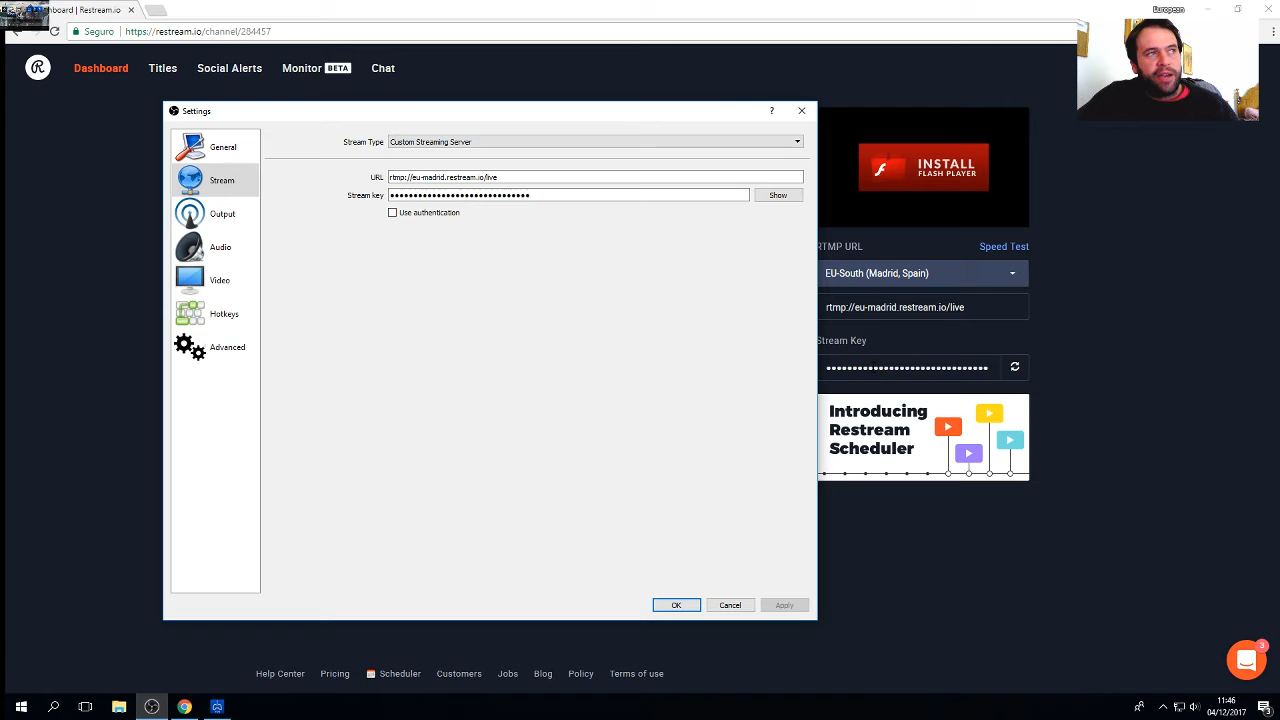 Dashboard | Restream.io
European
Seguro
https://restream.io/channel/284457
Dashboard
Titles
Social Alerts
Monitor BETA
Chat
Settings
?
General
Stream
Output
Audio
Video
Hotkeys
Advanced
Stream Type
Custom Streaming Server
URL
rtmp://eu-madrid.restream.io/live
Stream key
••••••••••••••••••••••••••••••
Show
Use authentication
OK
Cancel
Apply
INSTALL
FLASH PLAYER
RTMP URL
Speed Test
EU-South (Madrid, Spain)
rtmp://eu-madrid.restream.io/live
Stream Key
••••••••••••••••••••••••••••••
Introducing
Restream
Scheduler
3
Help Center
Pricing
Scheduler
Customers
Jobs
Blog
Policy
Terms of use
11:46
04/12/2017
3